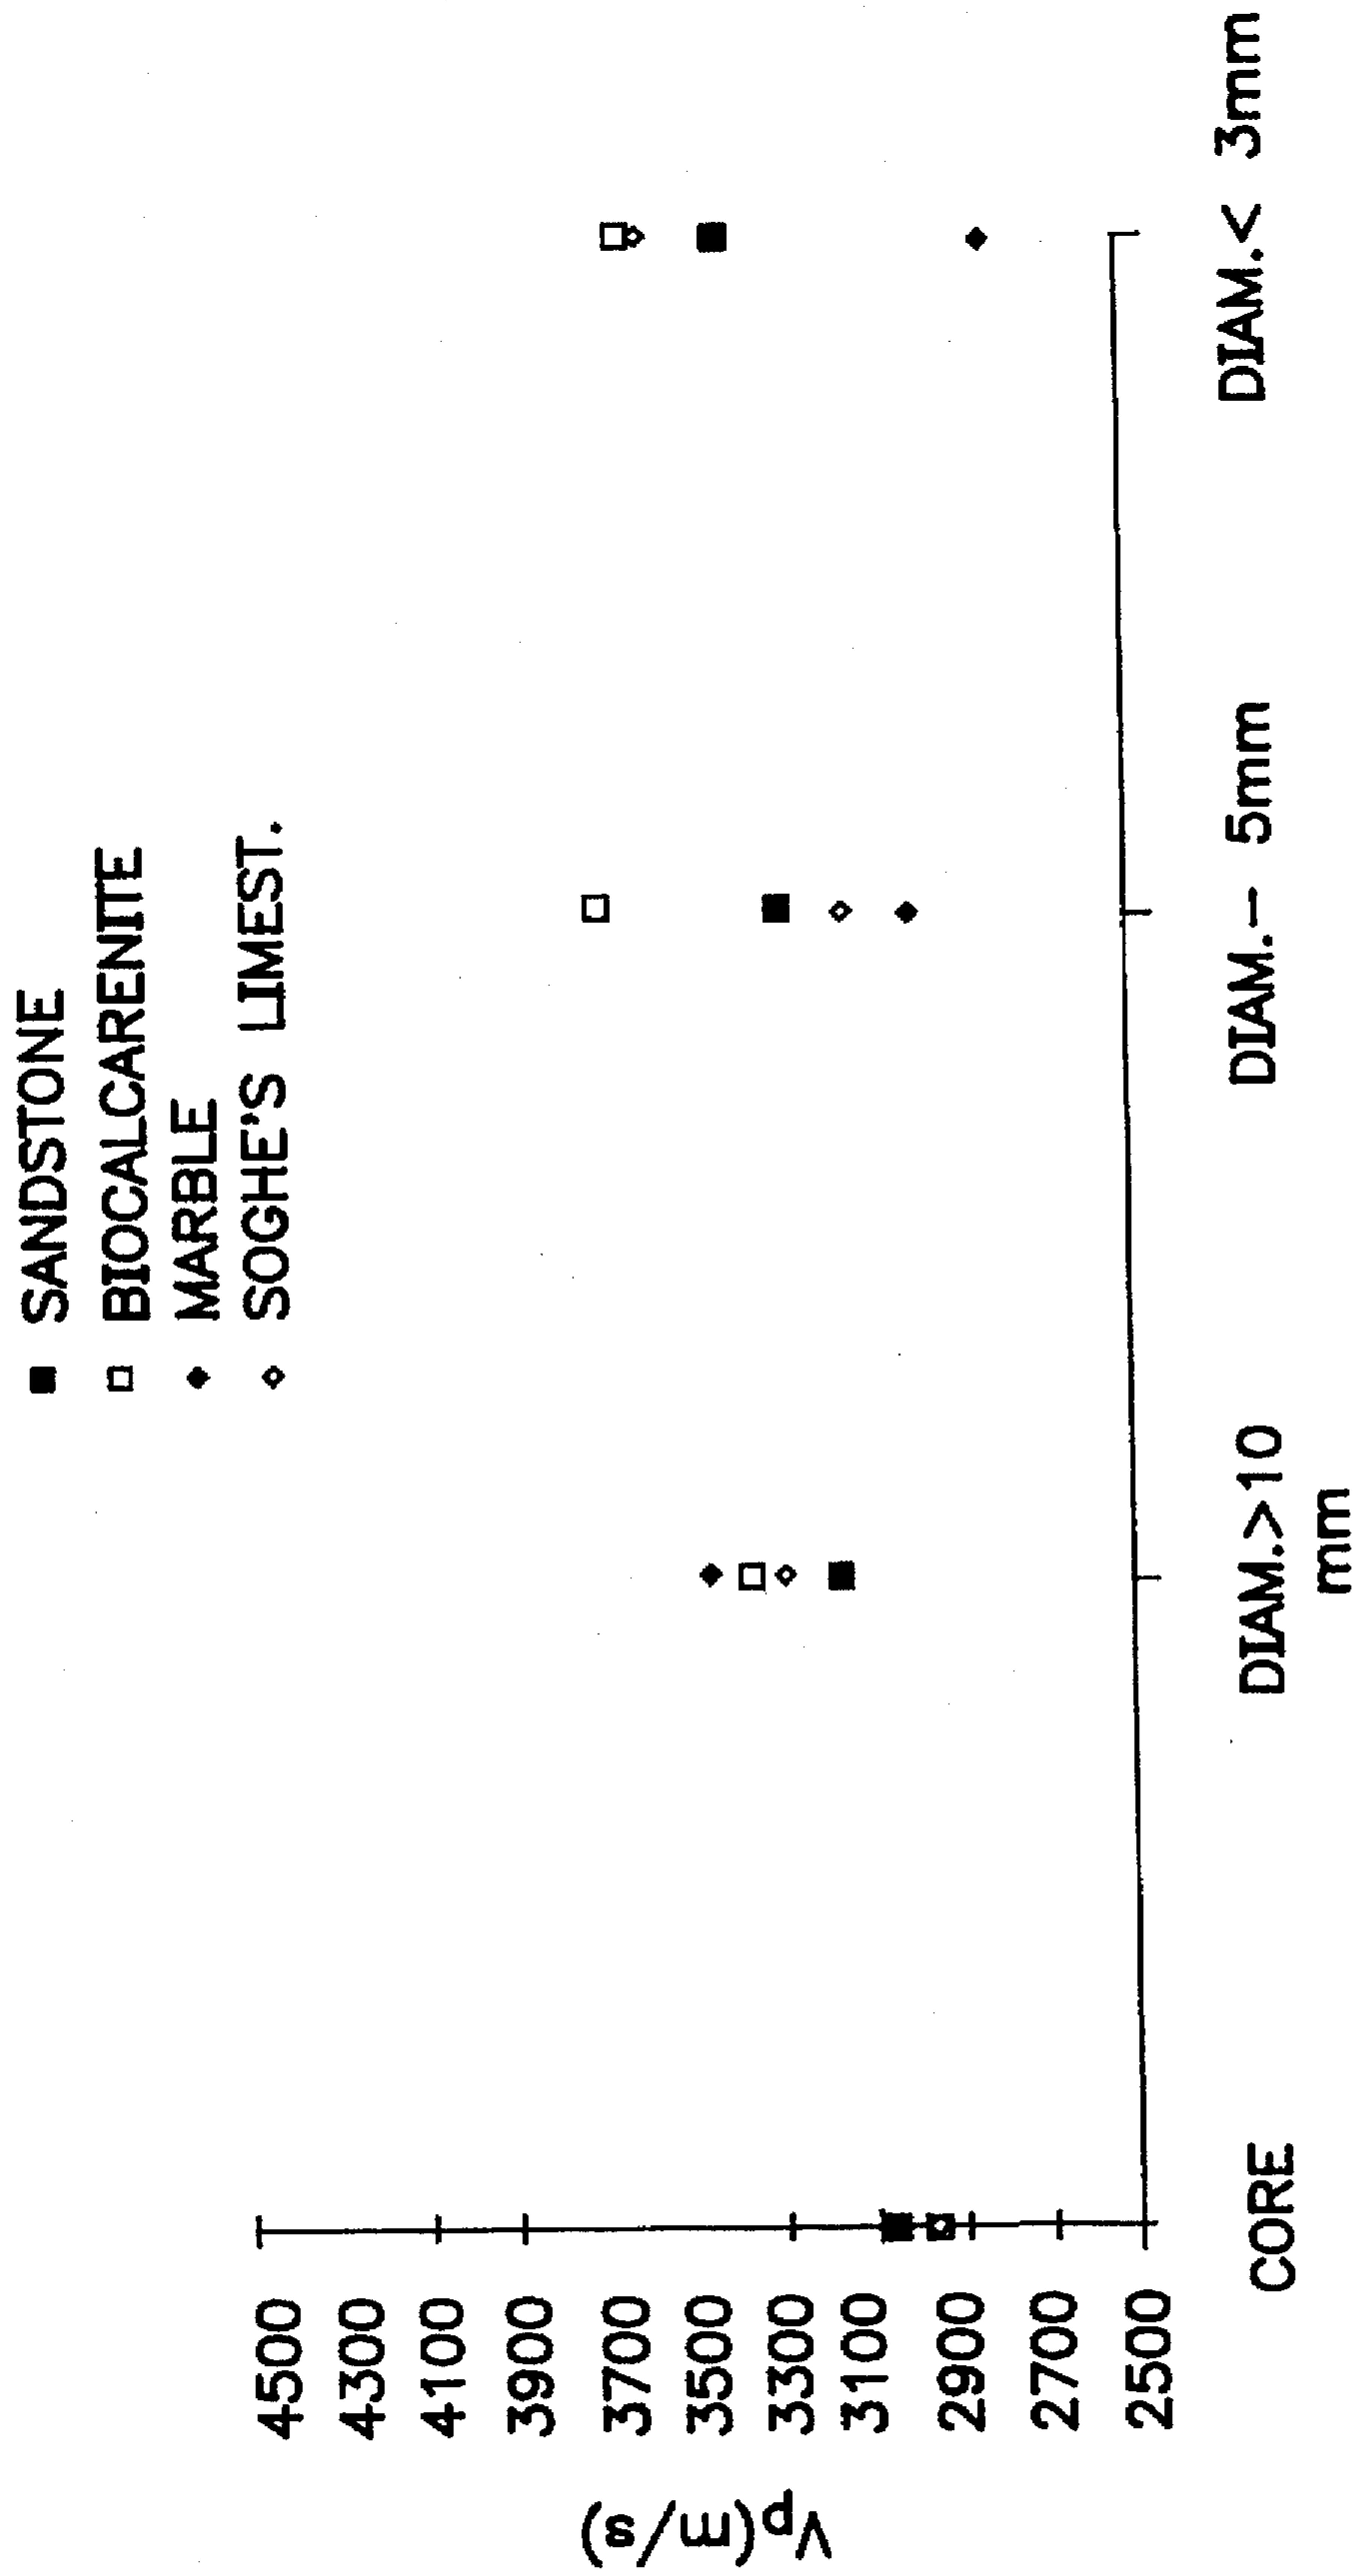 SANDSTONE
BIOCALCARENITE
MARBLE
SOGHE'S LIMEST.
Vp(m/s)
4500
4300
4100
3900
3700
3500
3300
3100
2900
2700
2500
CORE
DIAM.>10
mm
DIAM.- 5mm
DIAM.< 3mm